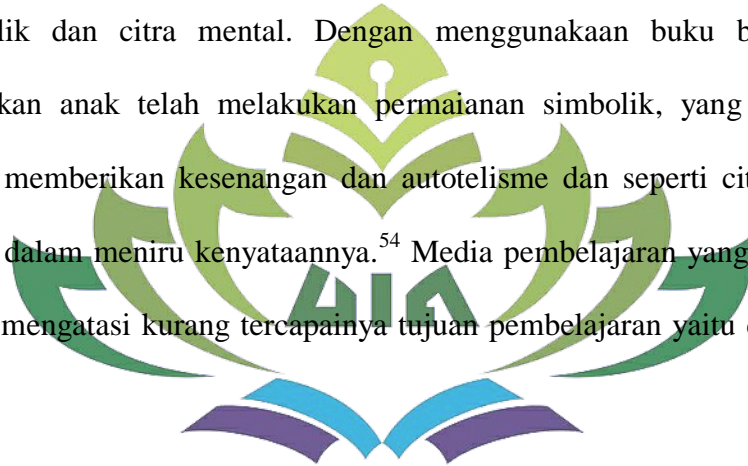 lik dan citra mental. Dengan menggunakaan buku b
kan anak telah melakukan permaianan simbolik, yang
memberikan kesenangan dan autotelisme dan seperti cit
dalam meniru kenyataannya.54 Media pembelajaran yang
UIN
mengatasi kurang tercapainya tujuan pembelajaran yaitu